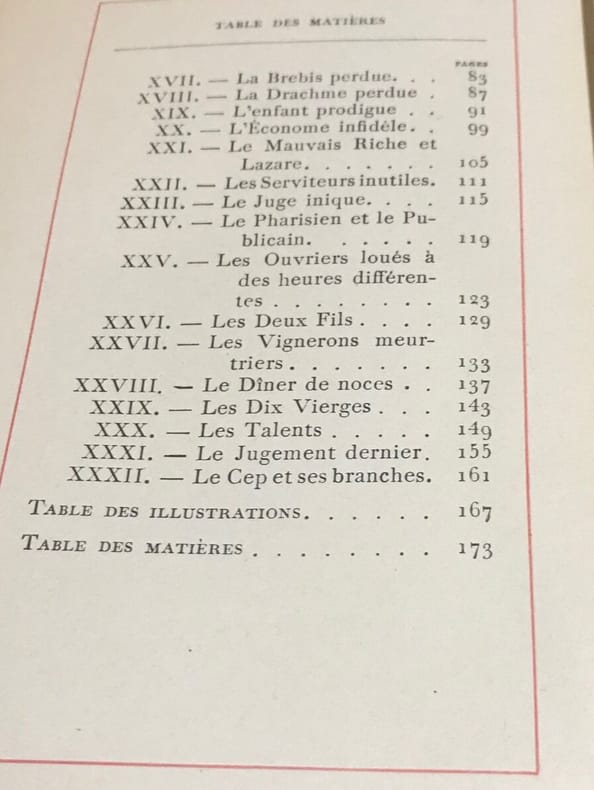 TABLE DES MATIÈRES
PAGES
XVII. — La Brebis perdue. . . 83
XVIII. — La Drachme perdue . 87
XIX. — L'enfant prodigue . . 91
XX. — L'Économe infidèle. . 99
XXI. — Le Mauvais Riche et
Lazare. . . . . . . 105
XXII. — Les Serviteurs inutiles. 111
XXIII. — Le Juge inique. . . . 115
XXIV. — Le Pharisien et le Pu-
blicain. . . . . . 119
XXV. — Les Ouvriers loués à
des heures différen-
tes . . . . . . . . 123
XXVI. — Les Deux Fils . . . . 129
XXVII. — Les Vignerons meur-
triers . . . . . . . 133
XXVIII. — Le Dîner de noces . . 137
XXIX. — Les Dix Vierges . . . 143
XXX. — Les Talents . . . . . 149
XXXI. — Le Jugement dernier. 155
XXXII. — Le Cep et ses branches. 161
TABLE DES ILLUSTRATIONS. . . . . . 167
TABLE DES MATIÈRES . . . . . . . . 173